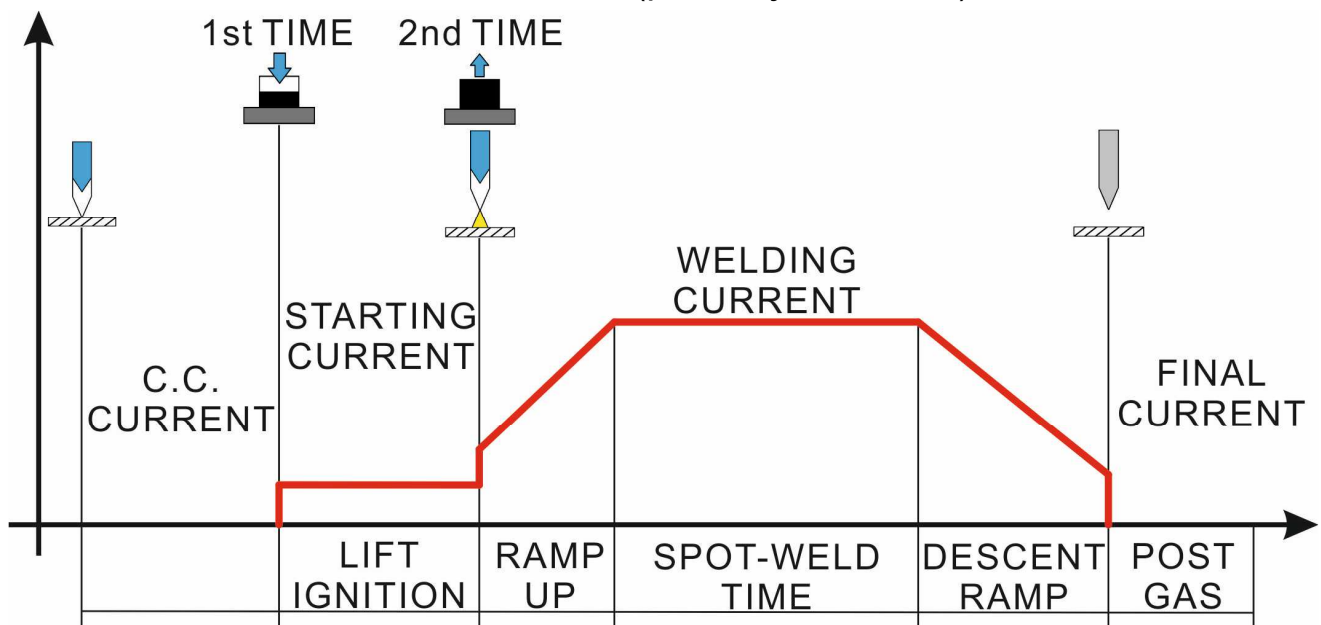 1st TIME 2nd TIME
WELDING
CURRENT
STARTING
CURRENT
C.C.
CURRENT
FINAL
CURRENT
LIFT
IGNITION
RAMP
UP
SPOT-WELD
TIME
DESCENT
RAMP
POST
GAS